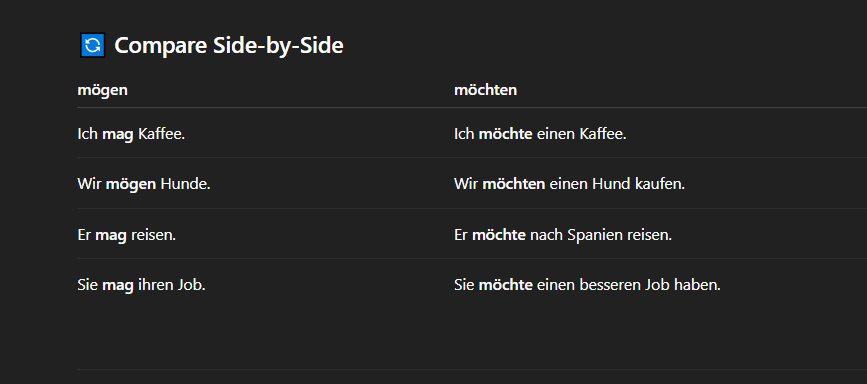 🔄 Compare Side-by-Side
mögen möchten
Ich mag Kaffee. Ich möchte einen Kaffee.
Wir mögen Hunde. Wir möchten einen Hund kaufen.
Er mag reisen. Er möchte nach Spanien reisen.
Sie mag ihren Job. Sie möchte einen besseren Job haben.